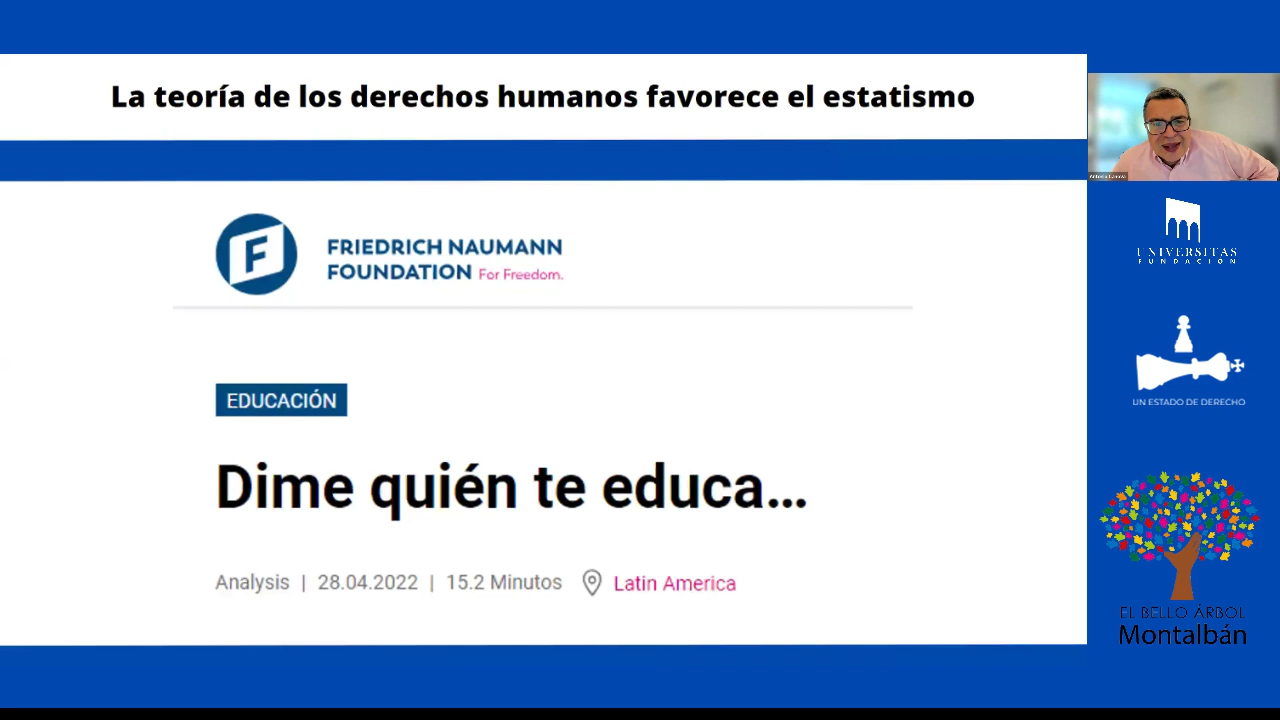 La teoría de los derechos humanos favorece el estatismo
Antonio Canova
F
FRIEDRICH NAUMANN
FOUNDATION For Freedom.
EDUCACIÓN
Dime quién te educa...
Analysis | 28.04.2022 | 15.2 Minutos Latin America
UNIVERSITAS
FUNDACIÓN
UN ESTADO DE DERECHO
EL BELLO ÁRBOL
Montalbán